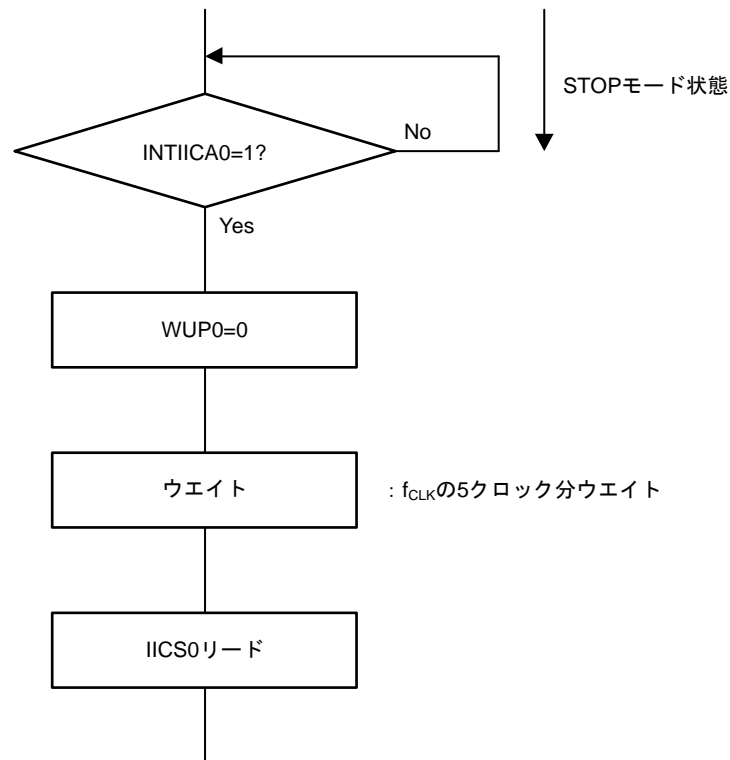 STOPモード状態
INTIICA0=1?
No
Yes
WUP0=0
ウエイト
: fCLKの5クロック分ウエイト
IICS0リード